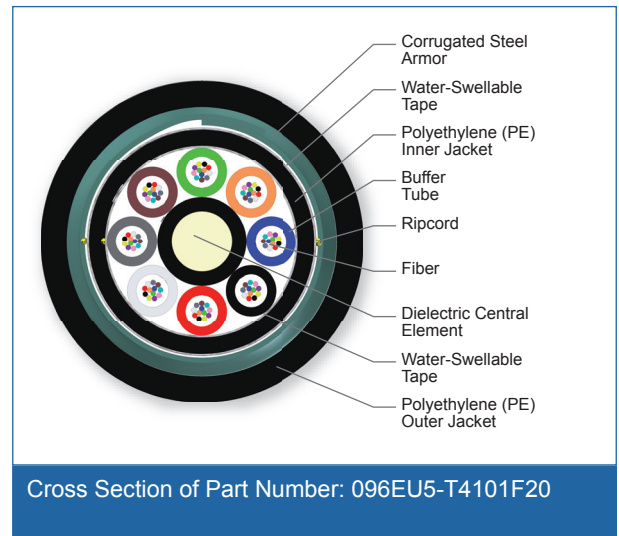 Corrugated Steel
Armor
Water-Swellable
Tape
Polyethylene (PE)
Inner Jacket
Buffer
Tube
Ripcord
Fiber
Dielectric Central
Element
Water-Swellable
Tape
Polyethylene (PE)
Outer Jacket
Cross Section of Part Number: 096EU5-T4101F20